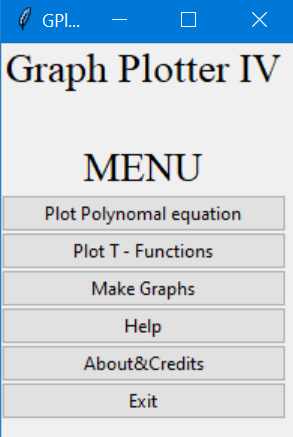 GPl...
Graph Plotter IV
MENU
Plot Polynomal equation
Plot T - Functions
Make Graphs
Help
About&Credits
Exit